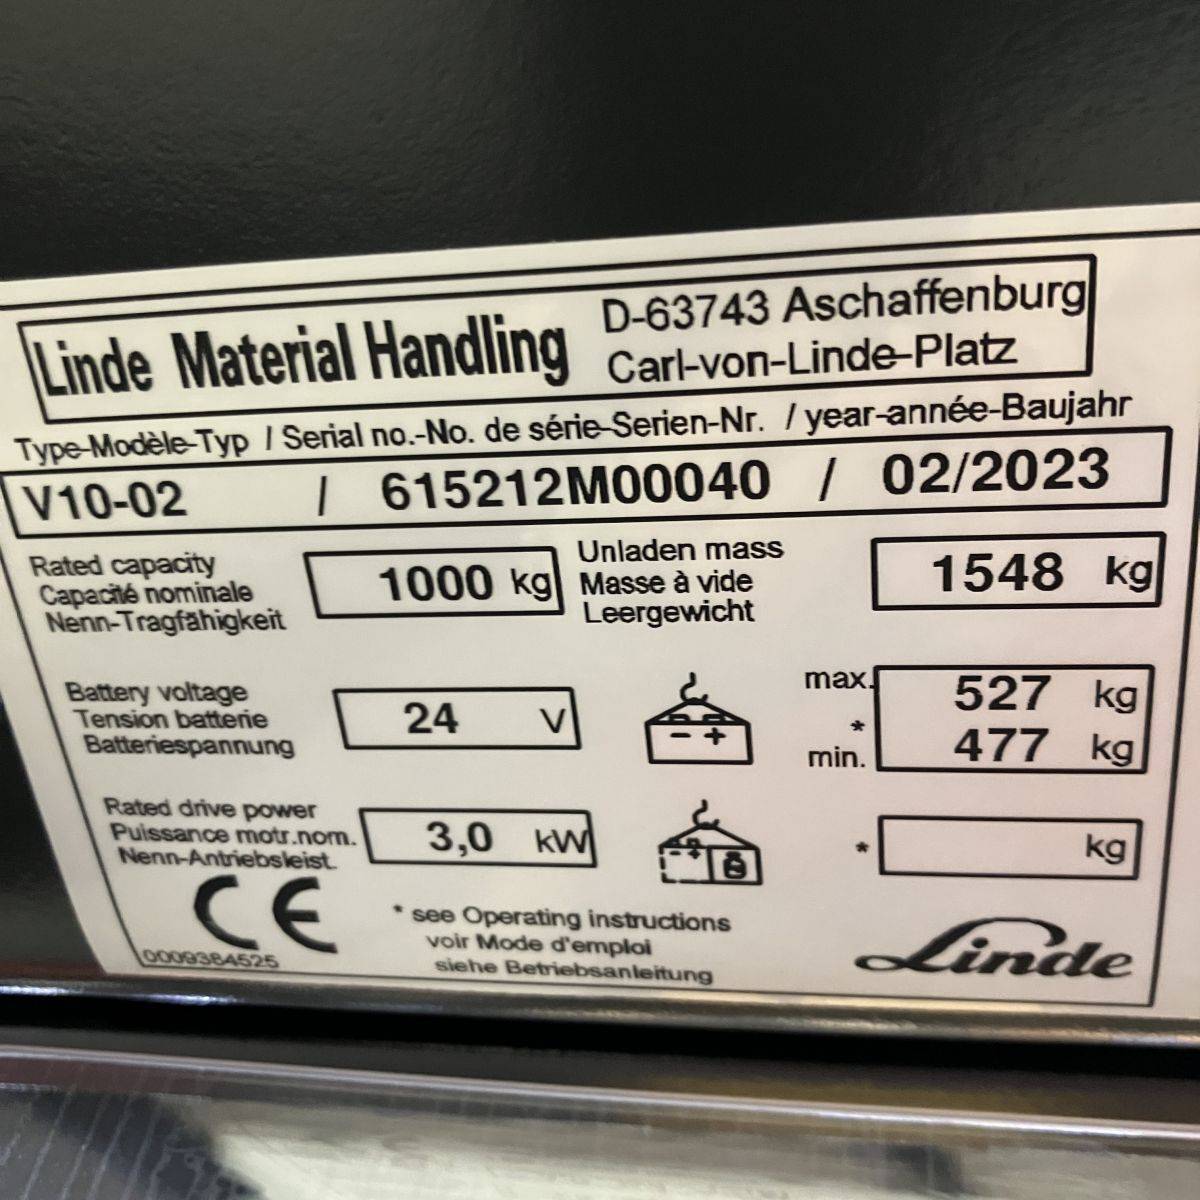 Linde Material Handling
D-63743 Aschaffenburg
Carl-von-Linde-Platz
Type-Modèle-Typ / Serial no.-No. de série-Serien-Nr. / year-année-Baujahr
V10-02 / 615212M00040 / 02/2023
Rated capacity
Capacité nominale
Nenn-Tragfähigkeit
1000 kg
Unladen mass
Masse à vide
Leergewicht
1548 kg
Battery voltage
Tension batterie
Batteriespannung
24 V
- +
max. 527 kg
*
min. 477 kg
Rated drive power
Puissance motr.nom.
Nenn-Antriebsleist.
3,0 kW
- +
* kg
CE
0009384525
* see Operating instructions
voir Mode d'emploi
siehe Betriebsanleitung
Linde